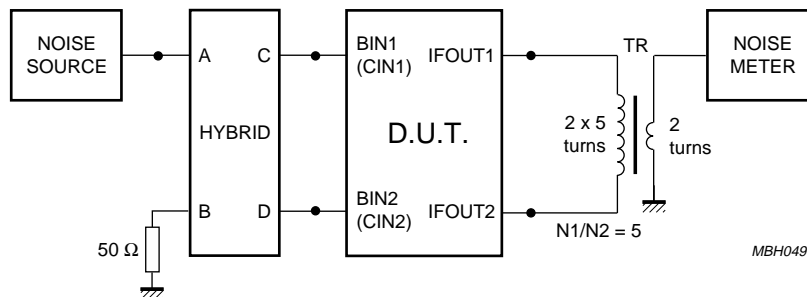 NOISE
SOURCE
A
C
HYBRID
B
D
50 Ω
BIN1
(CIN1)
IFOUT1
D.U.T.
BIN2
(CIN2)
IFOUT2
TR
2 x 5
turns
2
turns
N1/N2 = 5
NOISE
METER
MBH049